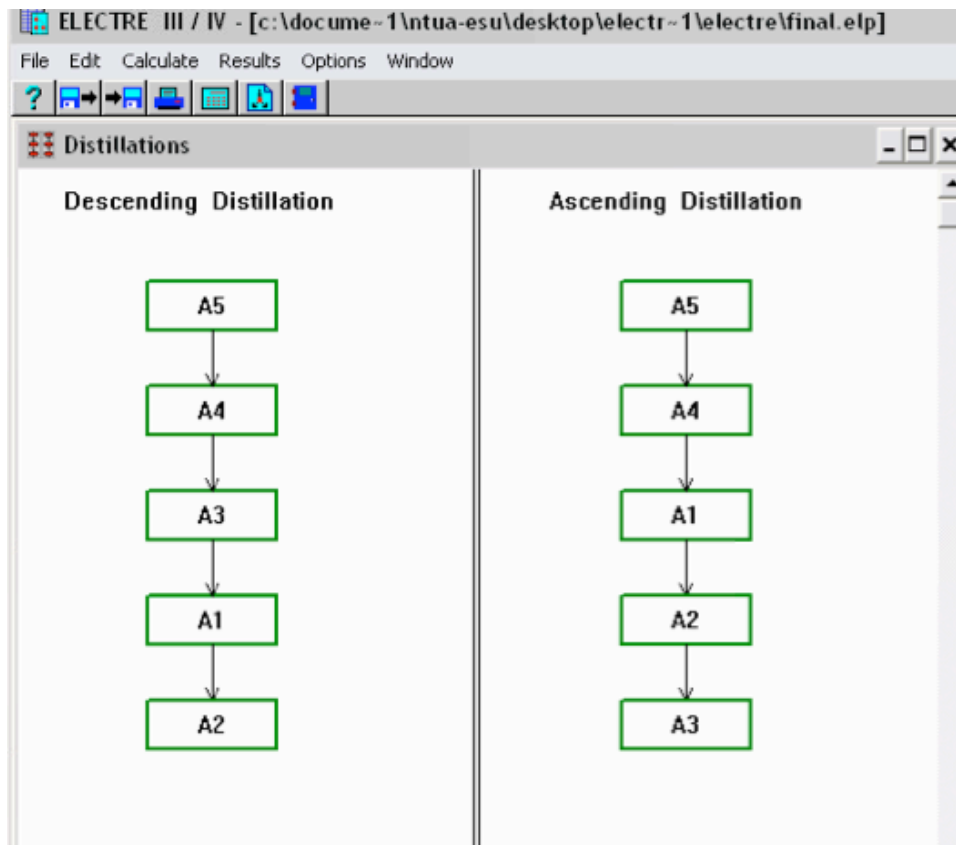 ELECTRE III / IV - [c:\docume~1\ntua-esu\desktop\electr~1\electre\final.elp]
File Edit Calculate Results Options Window
?
Distillations
Descending Distillation
A5
A4
A3
A1
A2
Ascending Distillation
A5
A4
A1
A2
A3